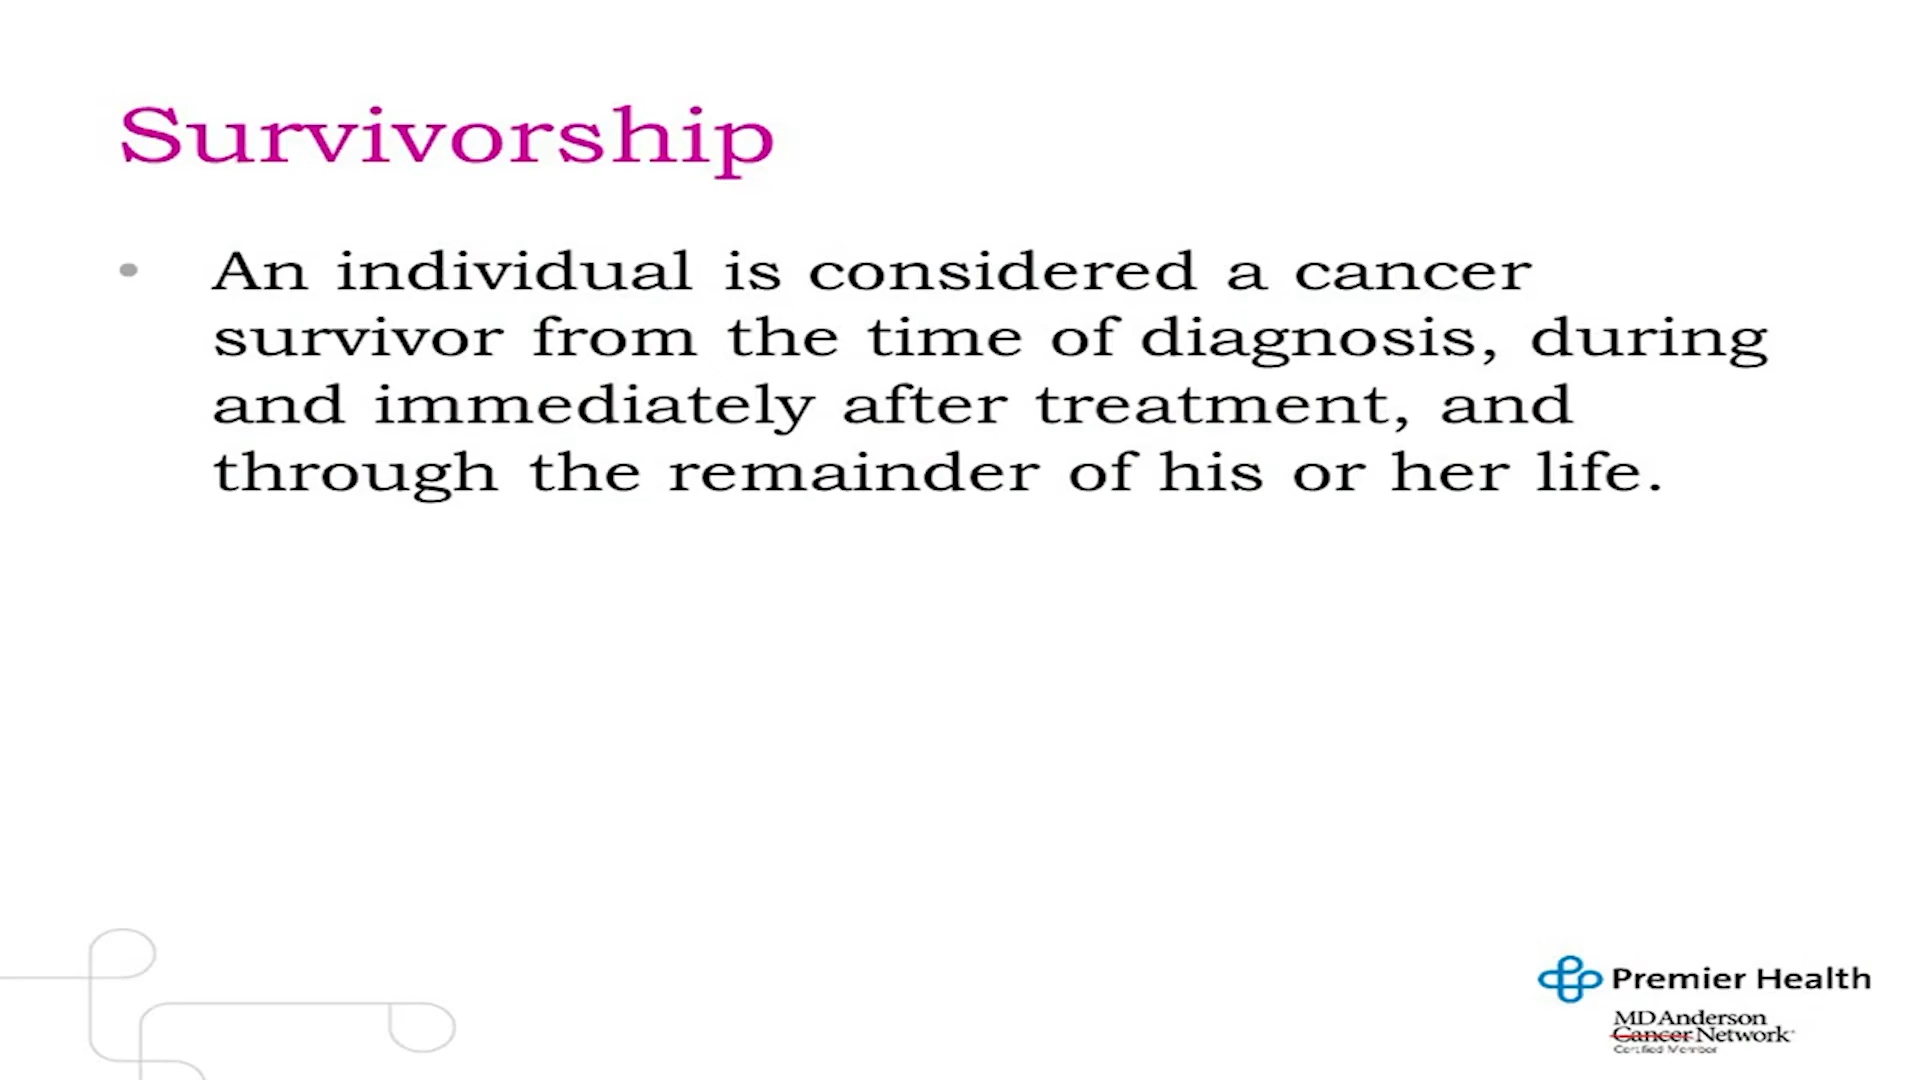 Survivorship
• An individual is considered a cancer
survivor from the time of diagnosis, during
and immediately after treatment, and
through the remainder of his or her life.
Premier Health
MD Anderson
Cancer Network
Certified Member